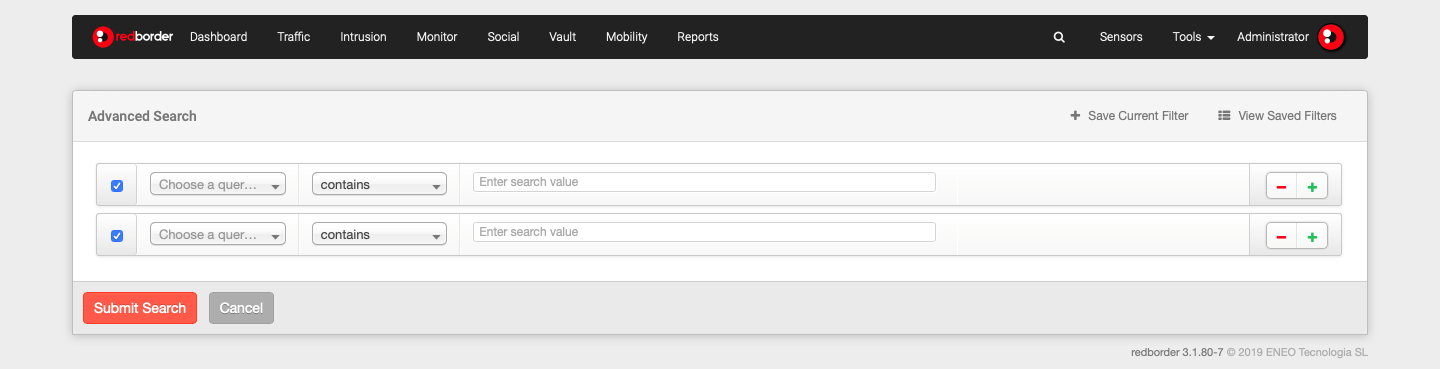 redborder Dashboard Traffic Intrusion Monitor Social Vault Mobility Reports Sensors Tools Administrator
Advanced Search Save Current Filter View Saved Filters
Choose a quer... contains Enter search value
Choose a quer... contains Enter search value
Submit Search Cancel
redborder 3.1.80-7 © 2019 ENEO Tecnologia SL